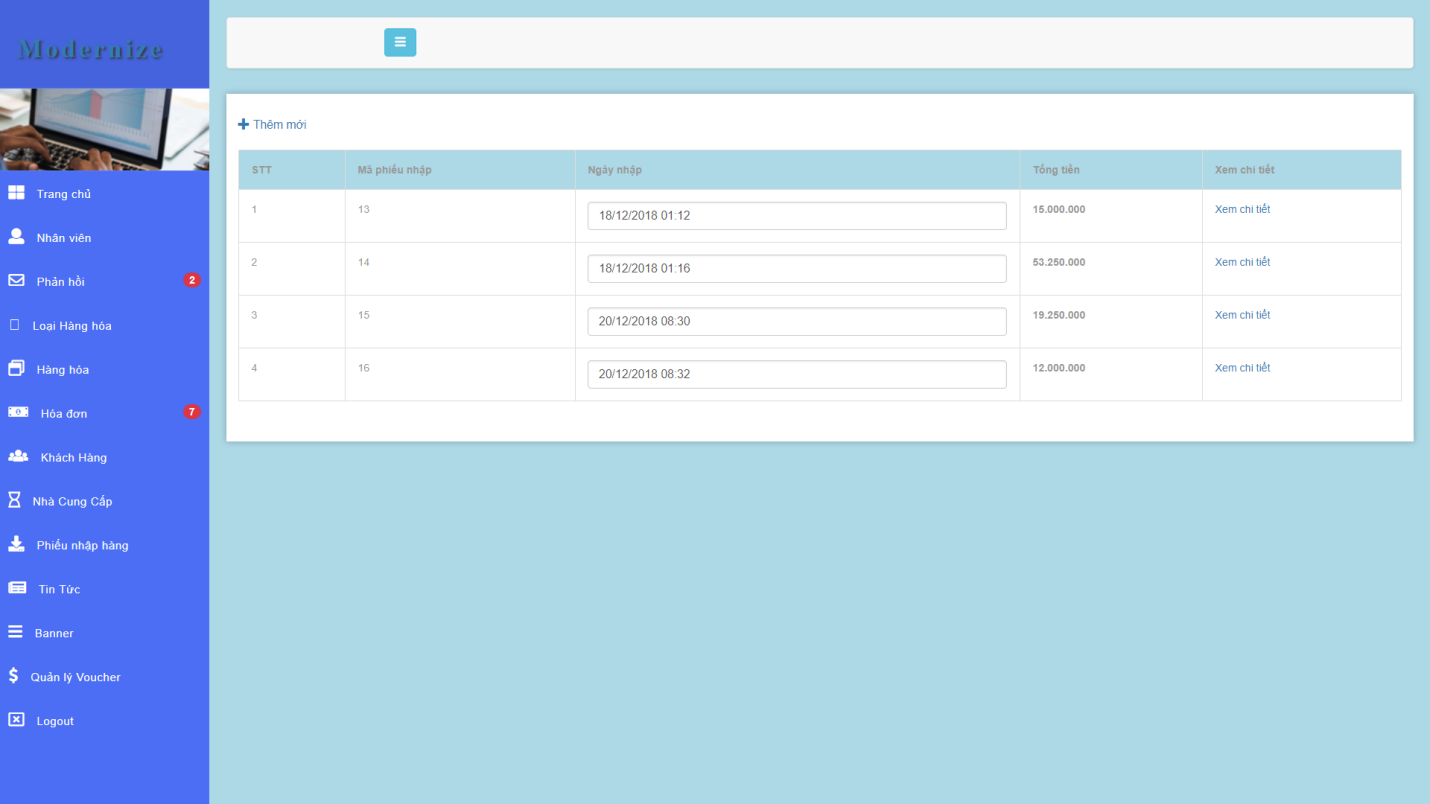 Modernize
Trang chủ
Nhân viên
Phản hồi 2
Loại Hàng hóa
Hàng hóa
Hóa đơn 7
Khách Hàng
Nhà Cung Cấp
Phiếu nhập hàng
Tin Tức
Banner
Quản lý Voucher
Logout
Thêm mới
STT Mã phiếu nhập Ngày nhập Tổng tiền Xem chi tiết
1 13 18/12/2018 01:12 15.000.000 Xem chi tiết
2 14 18/12/2018 01:16 53.250.000 Xem chi tiết
3 15 20/12/2018 08:30 19.250.000 Xem chi tiết
4 16 20/12/2018 08:32 12.000.000 Xem chi tiết